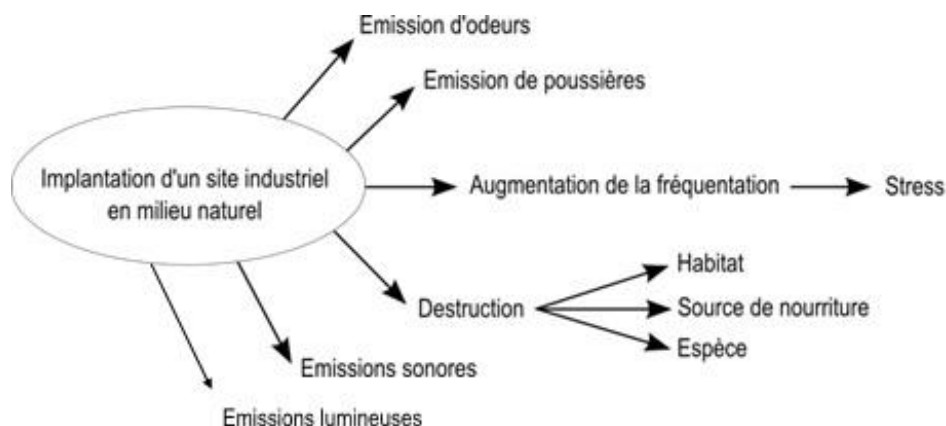 Emission d'odeurs
Emission de poussières
Implantation d'un site industriel
en milieu naturel
Augmentation de la fréquentation
Stress
Habitat
Destruction
Source de nourriture
Espèce
Emissions sonores
Emissions lumineuses